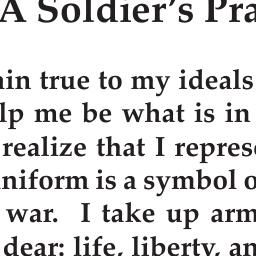 A Soldier's Pra
in true to my ideals
lp me be what is in
realize that I repres
niform is a symbol o
war. I take up arm
dear: life, liberty, an